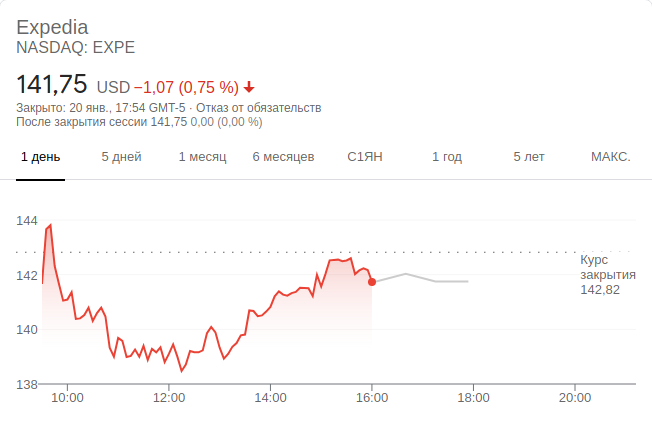 Expedia
NASDAQ: EXPE
141,75 USD −1,07 (0,75 %)
Закрыто: 20 янв., 17:54 GMT-5 · Отказ от обязательств
После закрытия сессии 141,75 0,00 (0,00 %)
1 день 5 дней 1 месяц 6 месяцев С1ЯН 1 год 5 лет МАКС.
144
142
140
138
Курс
закрытия
142,82
10:00 12:00 14:00 16:00 18:00 20:00